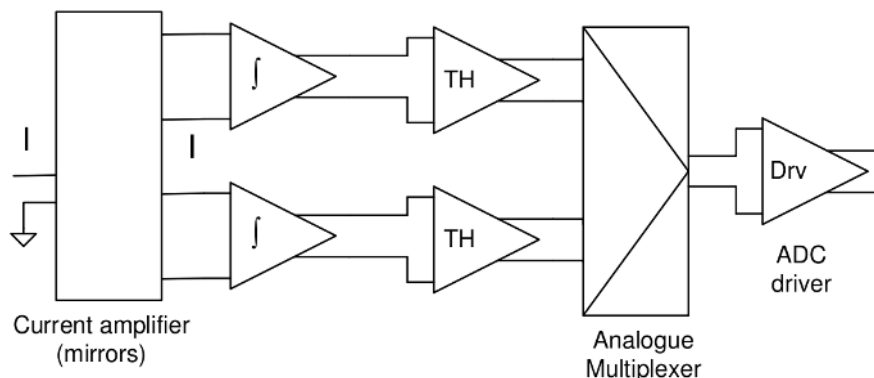 ∫
TH
I
I
Drv
∫
TH
ADC
driver
Current amplifier
(mirrors)
Analogue
Multiplexer